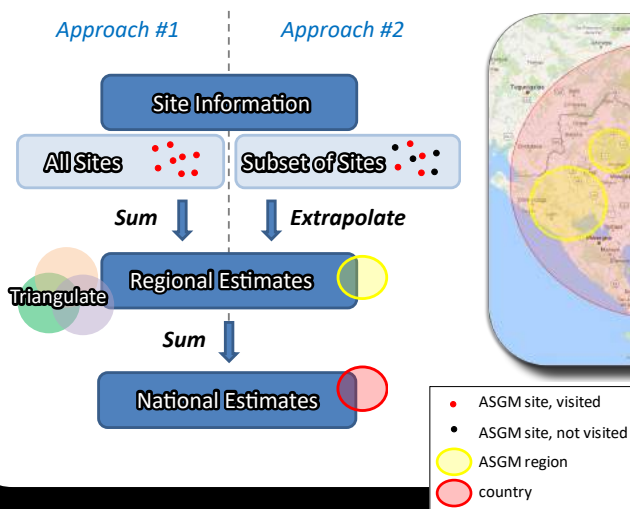 Approach #1
Approach #2
Site Information
All Sites
Subset of Sites
Sum
Extrapolate
Triangulate
Regional Estimates
Sum
National Estimates
Tegucigalpa
ASGM site, visited
ASGM site, not visited
ASGM region
country